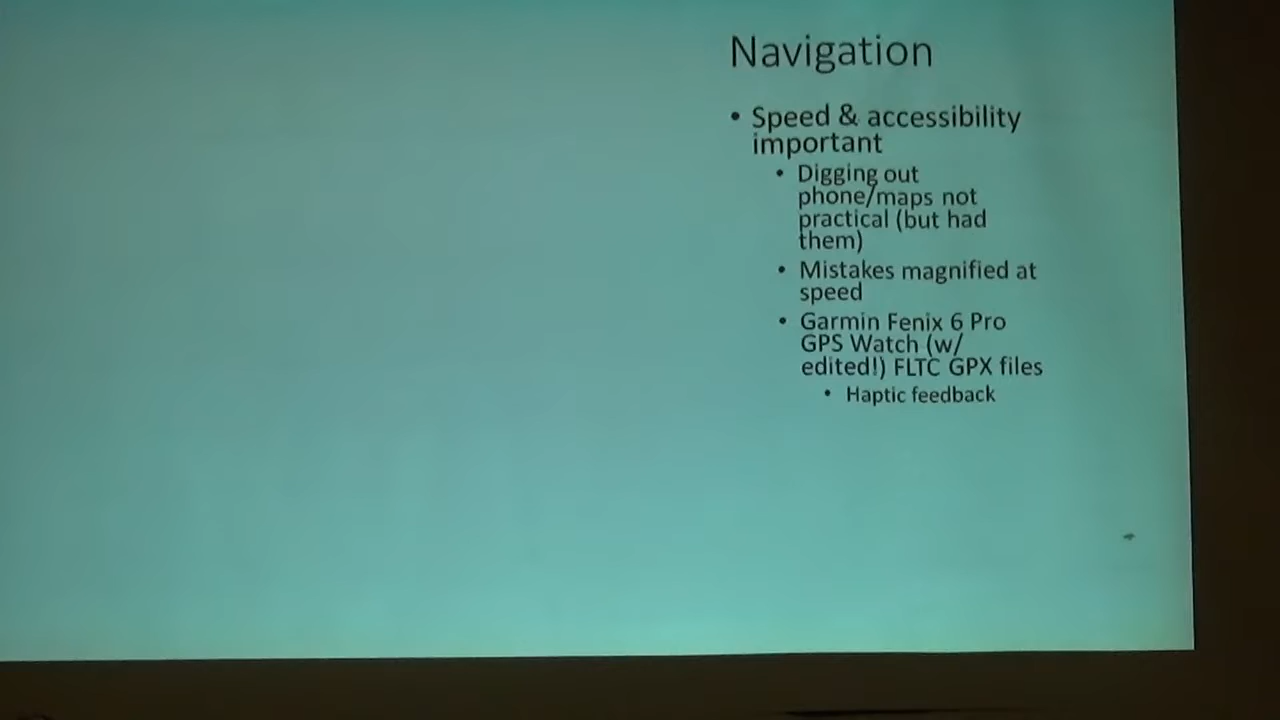 Navigation
• Speed & accessibility
important
• Digging out
phone/maps not
practical (but had
them)
• Mistakes magnified at
speed
• Garmin Fenix 6 Pro
GPS Watch (w/
edited!) FLTC GPX files
• Haptic feedback